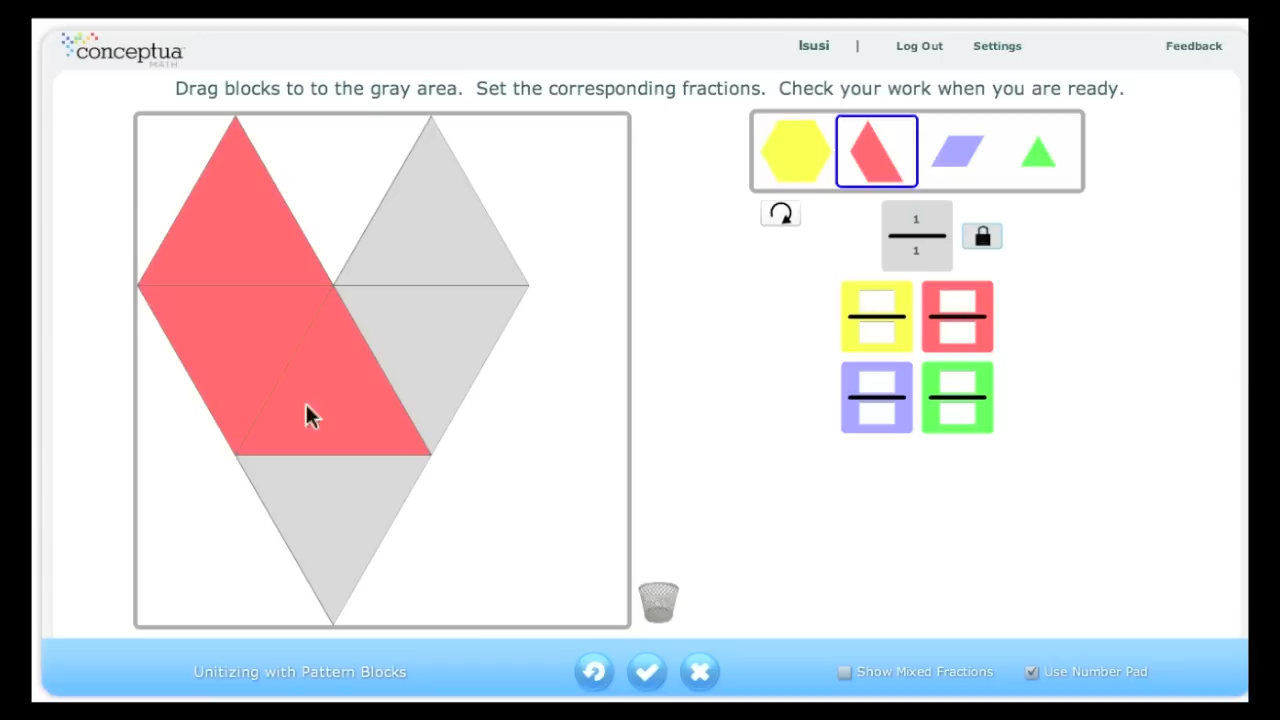 conceptua
MATH
lsusi | Log Out Settings Feedback
Drag blocks to to the gray area. Set the corresponding fractions. Check your work when you are ready.
1
1
Unitizing with Pattern Blocks
Show Mixed Fractions
Use Number Pad